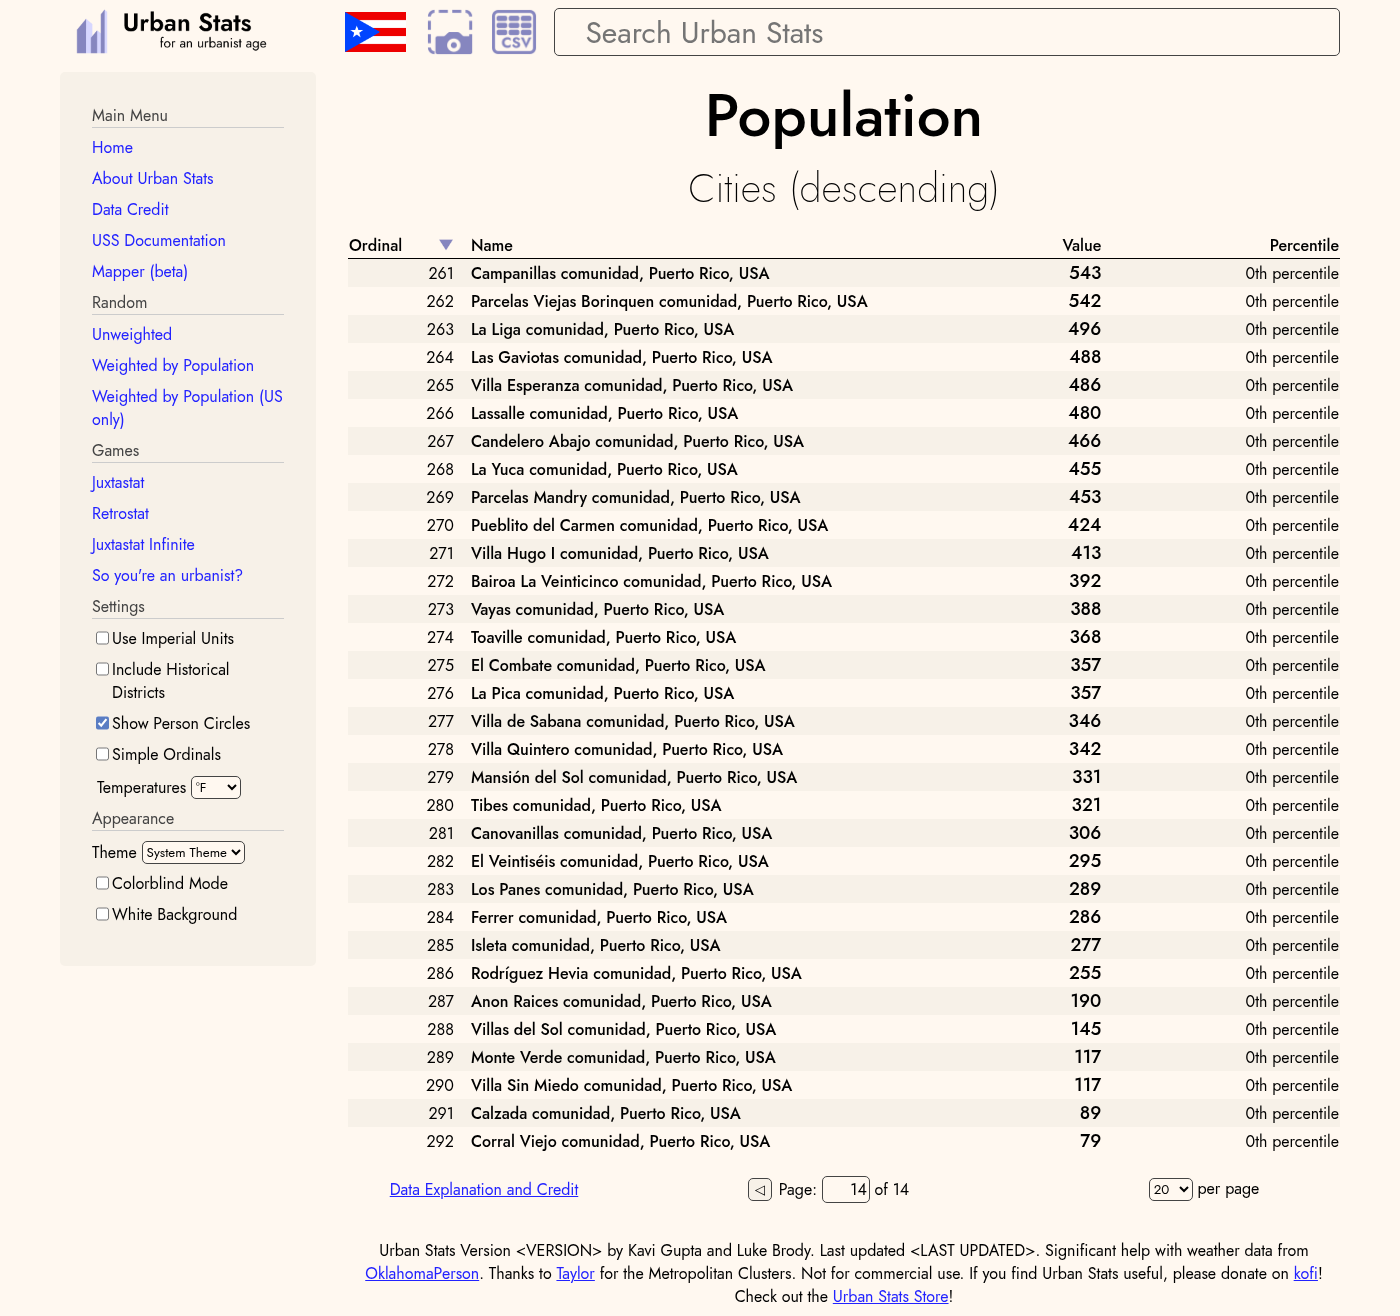 Urban Stats
for an urbanist age
CSV
Search Urban Stats
Main Menu
Home
About Urban Stats
Data Credit
USS Documentation
Mapper (beta)
Random
Unweighted
Weighted by Population
Weighted by Population (US
only)
Games
Juxtastat
Retrostat
Juxtastat Infinite
So you're an urbanist?
Settings
Use Imperial Units
Include Historical
Districts
Show Person Circles
Simple Ordinals
Temperatures °F
Appearance
Theme System Theme
Colorblind Mode
White Background
Population
Cities (descending)
Ordinal Name Value Percentile
261 Campanillas comunidad, Puerto Rico, USA 543 0th percentile
262 Parcelas Viejas Borinquen comunidad, Puerto Rico, USA 542 0th percentile
263 La Liga comunidad, Puerto Rico, USA 496 0th percentile
264 Las Gaviotas comunidad, Puerto Rico, USA 488 0th percentile
265 Villa Esperanza comunidad, Puerto Rico, USA 486 0th percentile
266 Lassalle comunidad, Puerto Rico, USA 480 0th percentile
267 Candelero Abajo comunidad, Puerto Rico, USA 466 0th percentile
268 La Yuca comunidad, Puerto Rico, USA 455 0th percentile
269 Parcelas Mandry comunidad, Puerto Rico, USA 453 0th percentile
270 Pueblito del Carmen comunidad, Puerto Rico, USA 424 0th percentile
271 Villa Hugo I comunidad, Puerto Rico, USA 413 0th percentile
272 Bairoa La Veinticinco comunidad, Puerto Rico, USA 392 0th percentile
273 Vayas comunidad, Puerto Rico, USA 388 0th percentile
274 Toaville comunidad, Puerto Rico, USA 368 0th percentile
275 El Combate comunidad, Puerto Rico, USA 357 0th percentile
276 La Pica comunidad, Puerto Rico, USA 357 0th percentile
277 Villa de Sabana comunidad, Puerto Rico, USA 346 0th percentile
278 Villa Quintero comunidad, Puerto Rico, USA 342 0th percentile
279 Mansión del Sol comunidad, Puerto Rico, USA 331 0th percentile
280 Tibes comunidad, Puerto Rico, USA 321 0th percentile
281 Canovanillas comunidad, Puerto Rico, USA 306 0th percentile
282 El Veintiséis comunidad, Puerto Rico, USA 295 0th percentile
283 Los Panes comunidad, Puerto Rico, USA 289 0th percentile
284 Ferrer comunidad, Puerto Rico, USA 286 0th percentile
285 Isleta comunidad, Puerto Rico, USA 277 0th percentile
286 Rodríguez Hevia comunidad, Puerto Rico, USA 255 0th percentile
287 Anon Raices comunidad, Puerto Rico, USA 190 0th percentile
288 Villas del Sol comunidad, Puerto Rico, USA 145 0th percentile
289 Monte Verde comunidad, Puerto Rico, USA 117 0th percentile
290 Villa Sin Miedo comunidad, Puerto Rico, USA 117 0th percentile
291 Calzada comunidad, Puerto Rico, USA 89 0th percentile
292 Corral Viejo comunidad, Puerto Rico, USA 79 0th percentile
Data Explanation and Credit Page: 14 of 14 20 per page
Urban Stats Version <VERSION> by Kavi Gupta and Luke Brody. Last updated <LAST UPDATED>. Significant help with weather data from
OklahomaPerson. Thanks to Taylor for the Metropolitan Clusters. Not for commercial use. If you find Urban Stats useful, please donate on kofi!
Check out the Urban Stats Store!